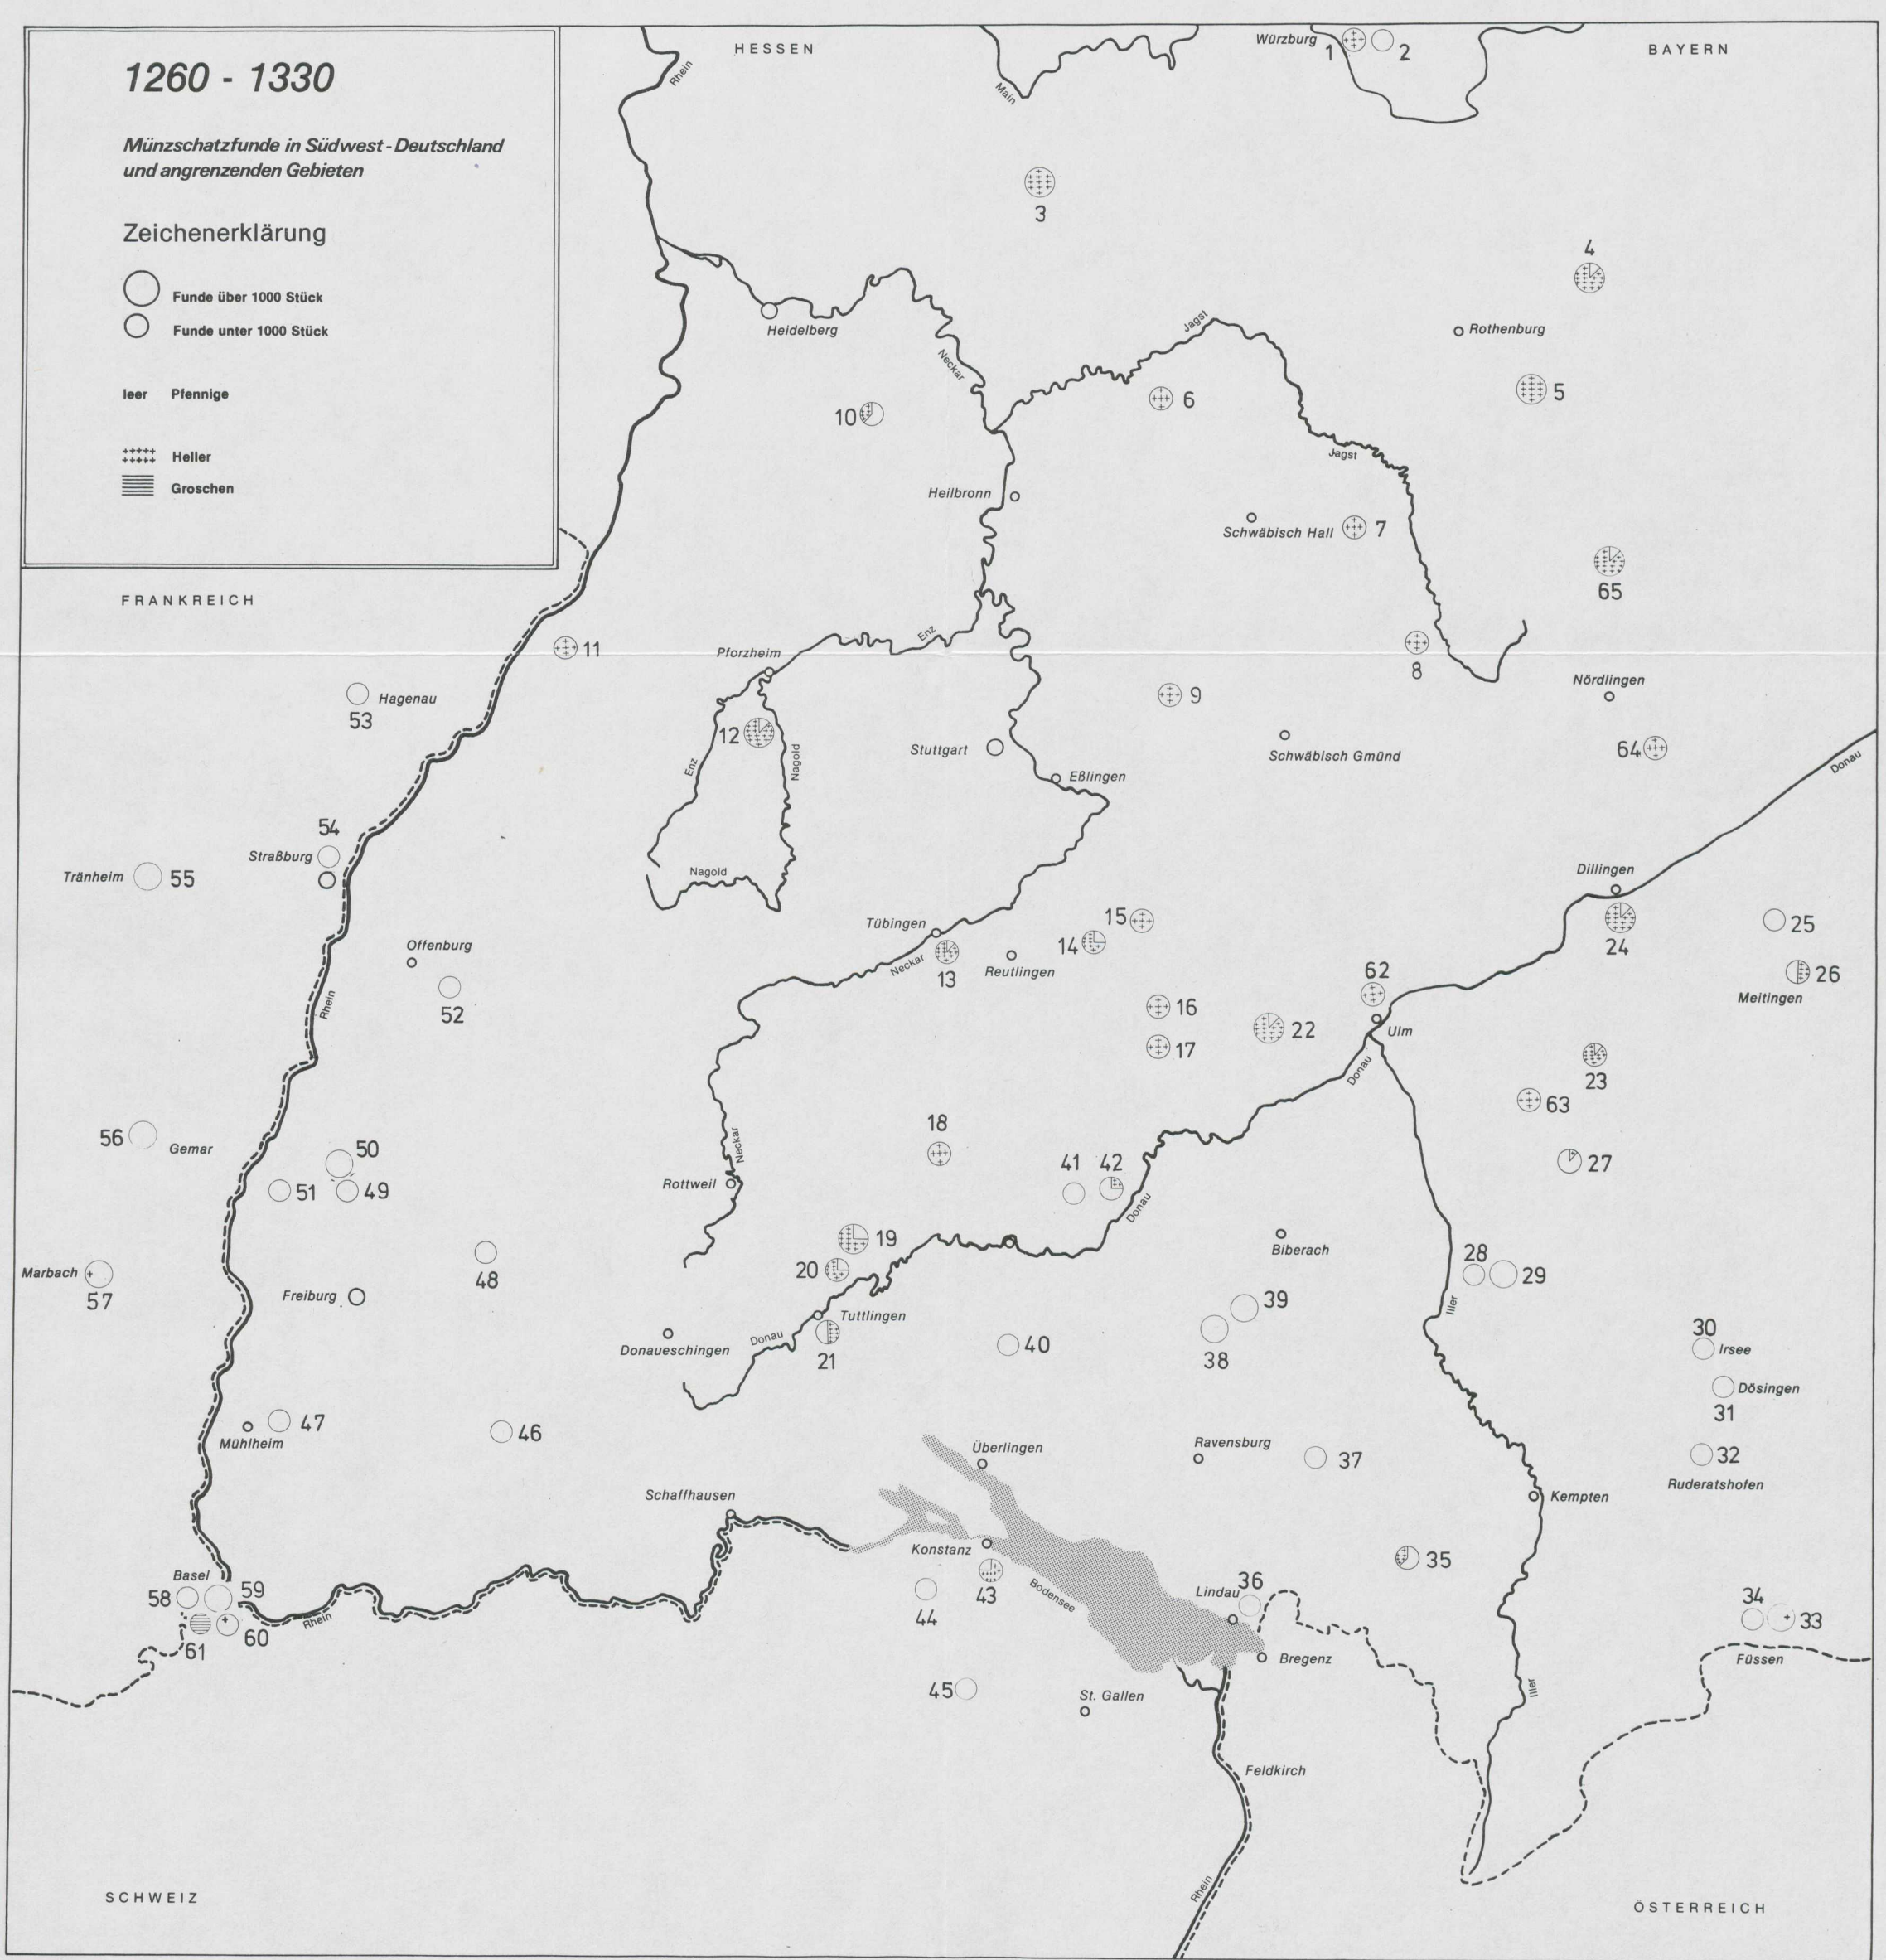 1260 - 1330
Münzschatzfunde in Südwest-Deutschland
und angrenzenden Gebieten
Zeichenerklärung
Funde über 1000 Stück
Funde unter 1000 Stück
leer Pfennige
Heller
Groschen
HESSEN
BAYERN
Würzburg 1 2
Rhein
Main
3
4
Heidelberg
Rothenburg
Jagst
Neckar
5
6
10
Jagst
Heilbronn
Schwäbisch Hall 7
65
FRANKREICH
Enz
11
Pforzheim
8
Nördlingen
Hagenau
53
9
12
Stuttgart
Schwäbisch Gmünd
64
Donau
Enz
Nagold
Eßlingen
54
Straßburg
Tränheim 55
Nagold
Dillingen
24
25
Tübingen
15
14
Offenburg
Neckar
13
Reutlingen
62
26
Meitingen
52
Rhein
16
22
Ulm
17
Donau
23
63
56
Gemar
50
18
Neckar
51
49
Rottweil
41
42
27
Donau
19
Biberach
48
20
28
29
Marbach
57
Freiburg
Tuttlingen
39
Iller
Donaueschingen
Donau
21
40
38
30
Irsee
Dösingen
31
47
Mühlheim
46
Überlingen
Ravensburg
37
32
Ruderatshofen
Schaffhausen
Kempten
Konstanz
35
Basel
58
59
43
44
Bodensee
Lindau
36
34
33
Rhein
61
60
Bregenz
Füssen
45
St. Gallen
Iller
Feldkirch
Rhein
SCHWEIZ
ÖSTERREICH